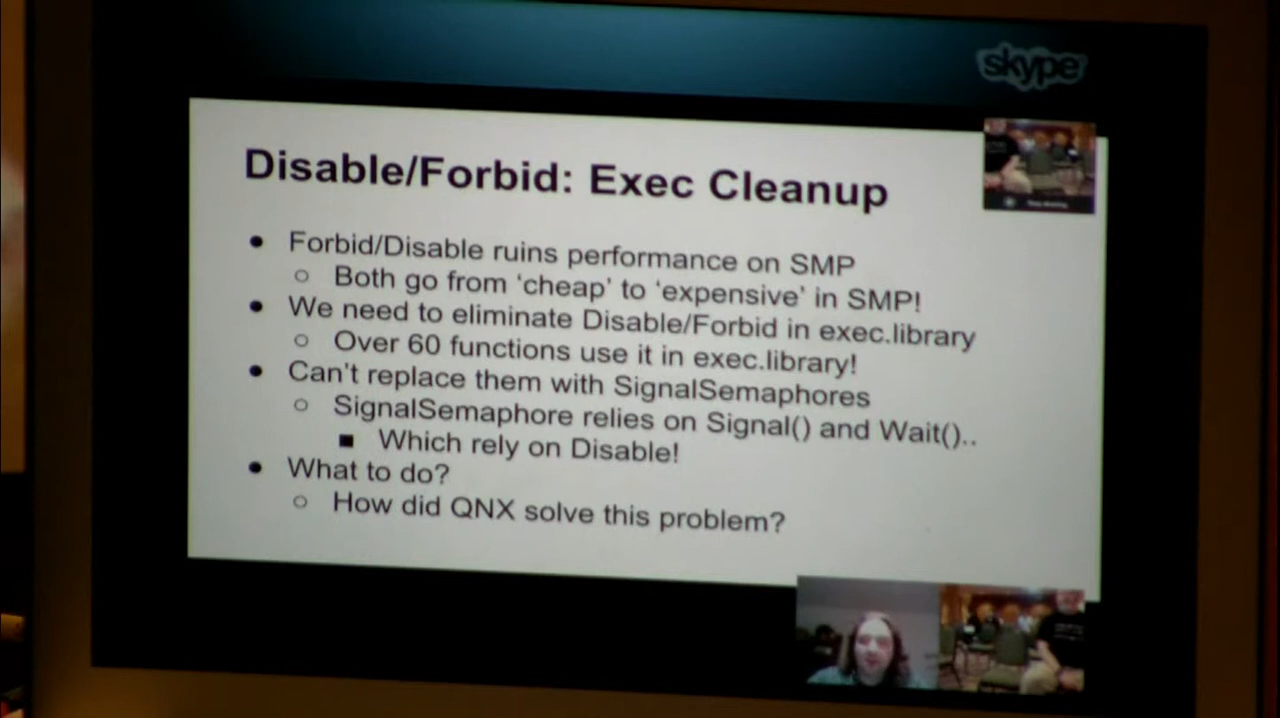 skype
Disable/Forbid: Exec Cleanup
● Forbid/Disable ruins performance on SMP
○ Both go from ‘cheap’ to ‘expensive’ in SMP!
● We need to eliminate Disable/Forbid in exec.library
○ Over 60 functions use it in exec.library!
● Can't replace them with SignalSemaphores
○ SignalSemaphore relies on Signal() and Wait()..
■ Which rely on Disable!
● What to do?
○ How did QNX solve this problem?